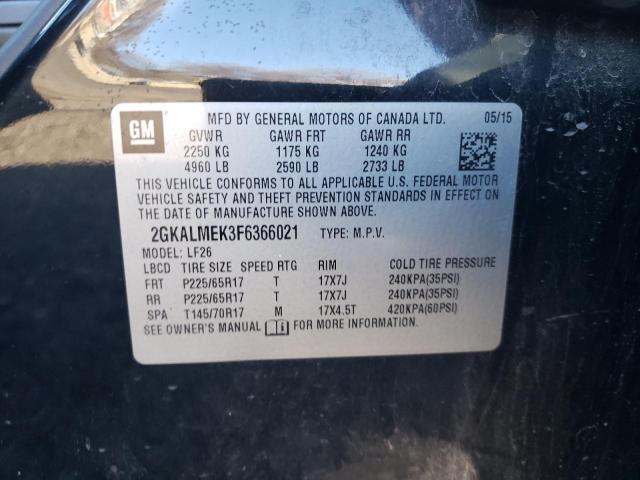 GM
MFD BY GENERAL MOTORS OF CANADA LTD. 05/15
GVWR GAWR FRT GAWR RR
2250 KG 1175 KG 1240 KG
4960 LB 2590 LB 2733 LB
THIS VEHICLE CONFORMS TO ALL APPLICABLE U.S. FEDERAL MOTOR
VEHICLE SAFETY AND THEFT PREVENTION STANDARDS IN EFFECT ON
THE DATE OF MANUFACTURE SHOWN ABOVE.
2GKALMEK3F6366021 TYPE: M.P.V.
MODEL: LF26
LBCD TIRE SIZE SPEED RTG RIM COLD TIRE PRESSURE
FRT P225/65R17 T 17X7J 240KPA(35PSI)
RR P225/65R17 T 17X7J 240KPA(35PSI)
SPA T145/70R17 M 17X4.5T 420KPA(60PSI)
SEE OWNER'S MANUAL FOR MORE INFORMATION.